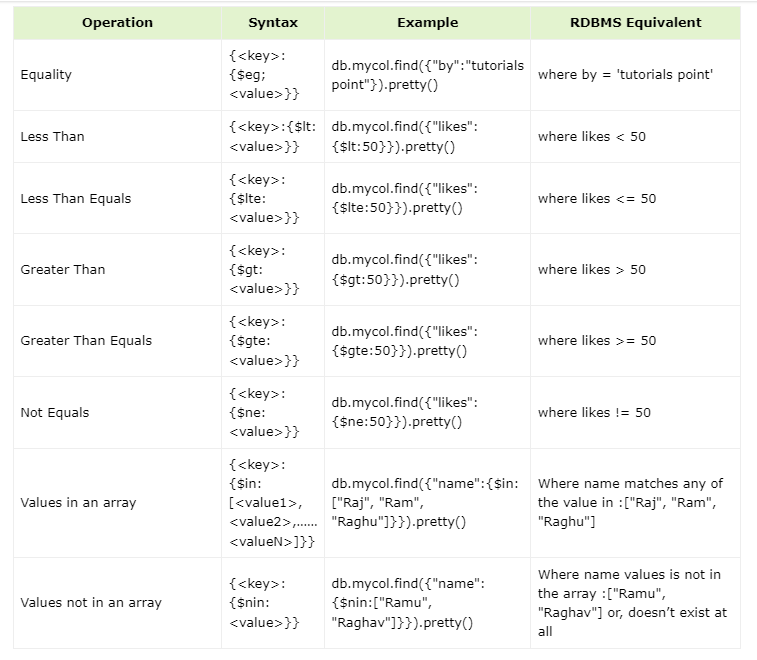 Operation Syntax Example RDBMS Equivalent
Equality
{<key>:
{$eg;
<value>}}
db.mycol.find({"by":"tutorials
point"}).pretty()
where by = 'tutorials point'
Less Than
{<key>:{$lt:
<value>}}
db.mycol.find({"likes":
{$lt:50}}).pretty()
where likes < 50
Less Than Equals
{<key>:
{$lte:
<value>}}
db.mycol.find({"likes":
{$lte:50}}).pretty()
where likes <= 50
Greater Than
{<key>:
{$gt:
<value>}}
db.mycol.find({"likes":
{$gt:50}}).pretty()
where likes > 50
Greater Than Equals
{<key>:
{$gte:
<value>}}
db.mycol.find({"likes":
{$gte:50}}).pretty()
where likes >= 50
Not Equals
{<key>:
{$ne:
<value>}}
db.mycol.find({"likes":
{$ne:50}}).pretty()
where likes != 50
Values in an array
{<key>:
{$in:
[<value1>,
<value2>,……
<valueN>]}}
db.mycol.find({"name":{$in:
["Raj", "Ram",
"Raghu"]}}).pretty()
Where name matches any of
the value in :["Raj", "Ram",
"Raghu"]
Values not in an array
{<key>:
{$nin:
<value>}}
db.mycol.find({"name":
{$nin:["Ramu",
"Raghav"]}}).pretty()
Where name values is not in
the array :["Ramu",
"Raghav"] or, doesn’t exist at
all